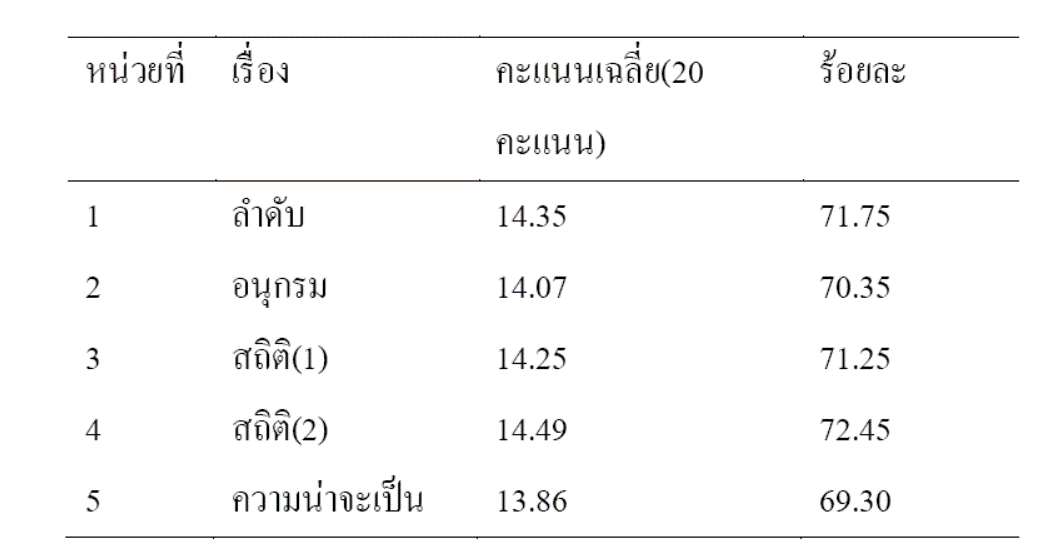 หน่วยที่ เรื่อง คะแนนเฉลี่ย(20 ร้อยละ
คะแนน)
1 ลำดับ 14.35 71.75
2 อนุกรม 14.07 70.35
3 สถิติ(1) 14.25 71.25
4 สถิติ(2) 14.49 72.45
5 ความน่าจะเป็น 13.86 69.30